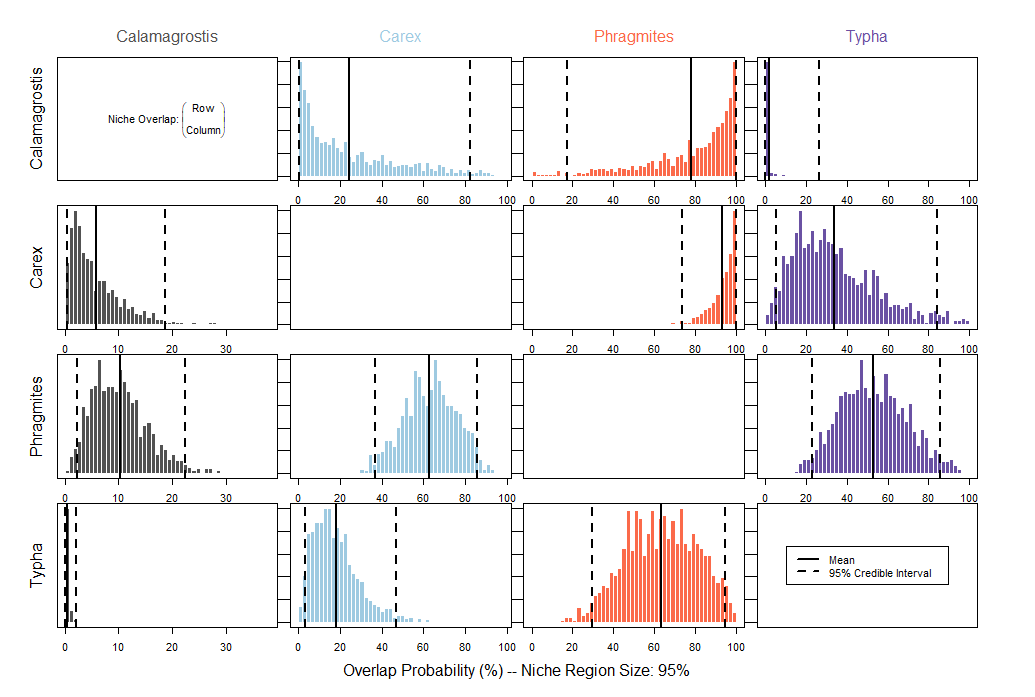 Calamagrostis Carex Phragmites Typha
Calamagrostis
Niche Overlap: Row
Column
0 20 40 60 80 100 0 20 40 60 80 100 0 20 40 60 80 100
Carex
0 10 20 30 0 20 40 60 80 100 0 20 40 60 80 100
Phragmites
0 10 20 30 0 20 40 60 80 100 0 20 40 60 80 100
Typha
Mean
95% Credible Interval
0 10 20 30 0 20 40 60 80 100 0 20 40 60 80 100
Overlap Probability (%) -- Niche Region Size: 95%